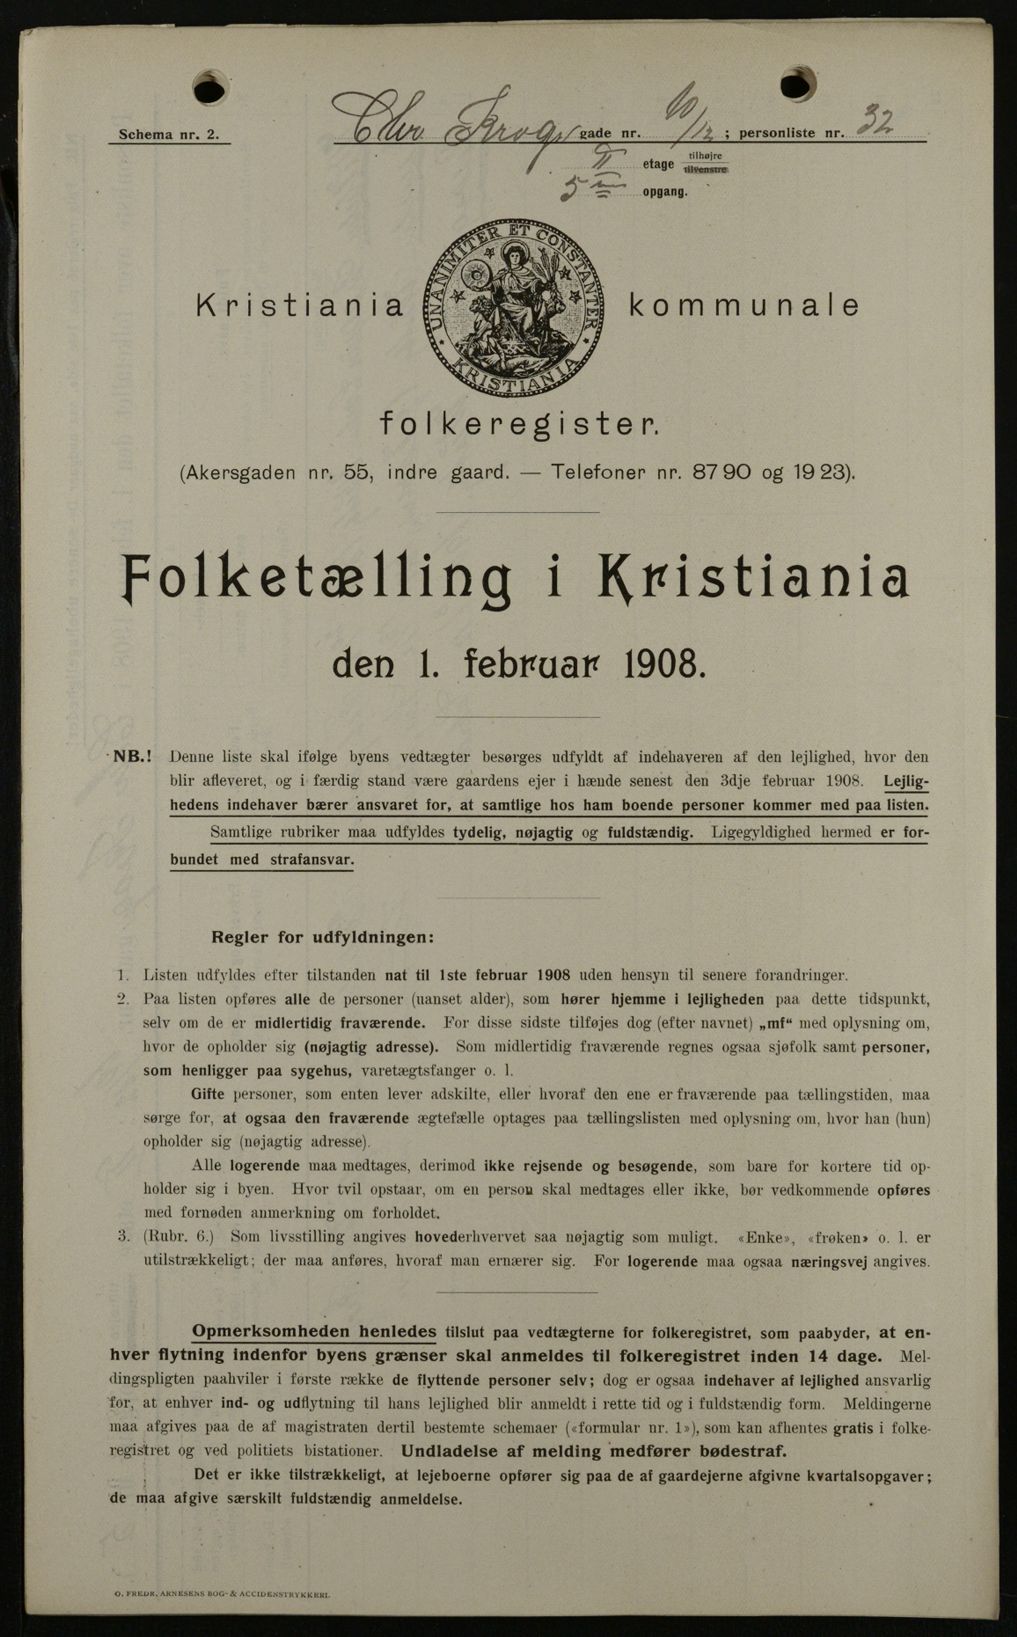 Schema nr. 2. Chr Krogs gade nr. 10/12 ; personliste nr. 32
II etage tilhøjre
tilvenstre
5 opgang.
UNANIMITER ET CONSTANTER
KRISTIANIA
Kristiania kommunale
folkeregister.
(Akersgaden nr. 55, indre gaard. — Telefoner nr. 87 90 og 19 23).
Folketælling i Kristiania
den 1. februar 1908.
NB.! Denne liste skal ifølge byens vedtægter besørges udfyldt af indehaveren af den lejlighed, hvor den
blir afleveret, og i færdig stand være gaardens ejer i hænde senest den 3dje februar 1908. Lejlig-
hedens indehaver bærer ansvaret for, at samtlige hos ham boende personer kommer med paa listen.
Samtlige rubriker maa udfyldes tydelig, nøjagtig og fuldstændig. Ligegyldighed hermed er for-
bundet med strafansvar.
Regler for udfyldningen:
1. Listen udfyldes efter tilstanden nat til 1ste februar 1908 uden hensyn til senere forandringer.
2. Paa listen opføres alle de personer (uanset alder), som hører hjemme i lejligheden paa dette tidspunkt,
selv om de er midlertidig fraværende. For disse sidste tilføjes dog (efter navnet) „mf“ med oplysning om,
hvor de opholder sig (nøjagtig adresse). Som midlertidig fraværende regnes ogsaa sjøfolk samt personer,
som henligger paa sygehus, varetægtsfanger o. l.
Gifte personer, som enten lever adskilte, eller hvoraf den ene er fraværende paa tællingstiden, maa
sørge for, at ogsaa den fraværende ægtefælle optages paa tællingslisten med oplysning om, hvor han (hun)
opholder sig (nøjagtig adresse).
Alle logerende maa medtages, derimod ikke rejsende og besøgende, som bare for kortere tid op-
holder sig i byen. Hvor tvil opstaar, om en person skal medtages eller ikke, bør vedkommende opføres
med fornøden anmerkning om forholdet.
3. (Rubr. 6.) Som livsstilling angives hovederhvervet saa nøjagtig som muligt. «Enke», «frøken» o. l. er
utilstrækkeligt; der maa anføres, hvoraf man ernærer sig. For logerende maa ogsaa næringsvej angives.
Opmerksomheden henledes tilslut paa vedtægterne for folkeregistret, som paabyder, at en-
hver flytning indenfor byens grænser skal anmeldes til folkeregistret inden 14 dage. Mel-
dingspligten paahviler i første række de flyttende personer selv; dog er ogsaa indehaver af lejlighed ansvarlig
for, at enhver ind- og udflytning til hans lejlighed blir anmeldt i rette tid og i fuldstændig form. Meldingerne
maa afgives paa de af magistraten dertil bestemte schemaer («formular nr. 1»), som kan afhentes gratis i folke-
registret og ved politiets bistationer. Undladelse af melding medfører bødestraf.
Det er ikke tilstrækkeligt, at lejeboerne opfører sig paa de af gaardejerne afgivne kvartalsopgaver;
de maa afgive særskilt fuldstændig anmeldelse.
O. FREDR. ARNESENS BOG- & ACCIDENSTRYKKERI.